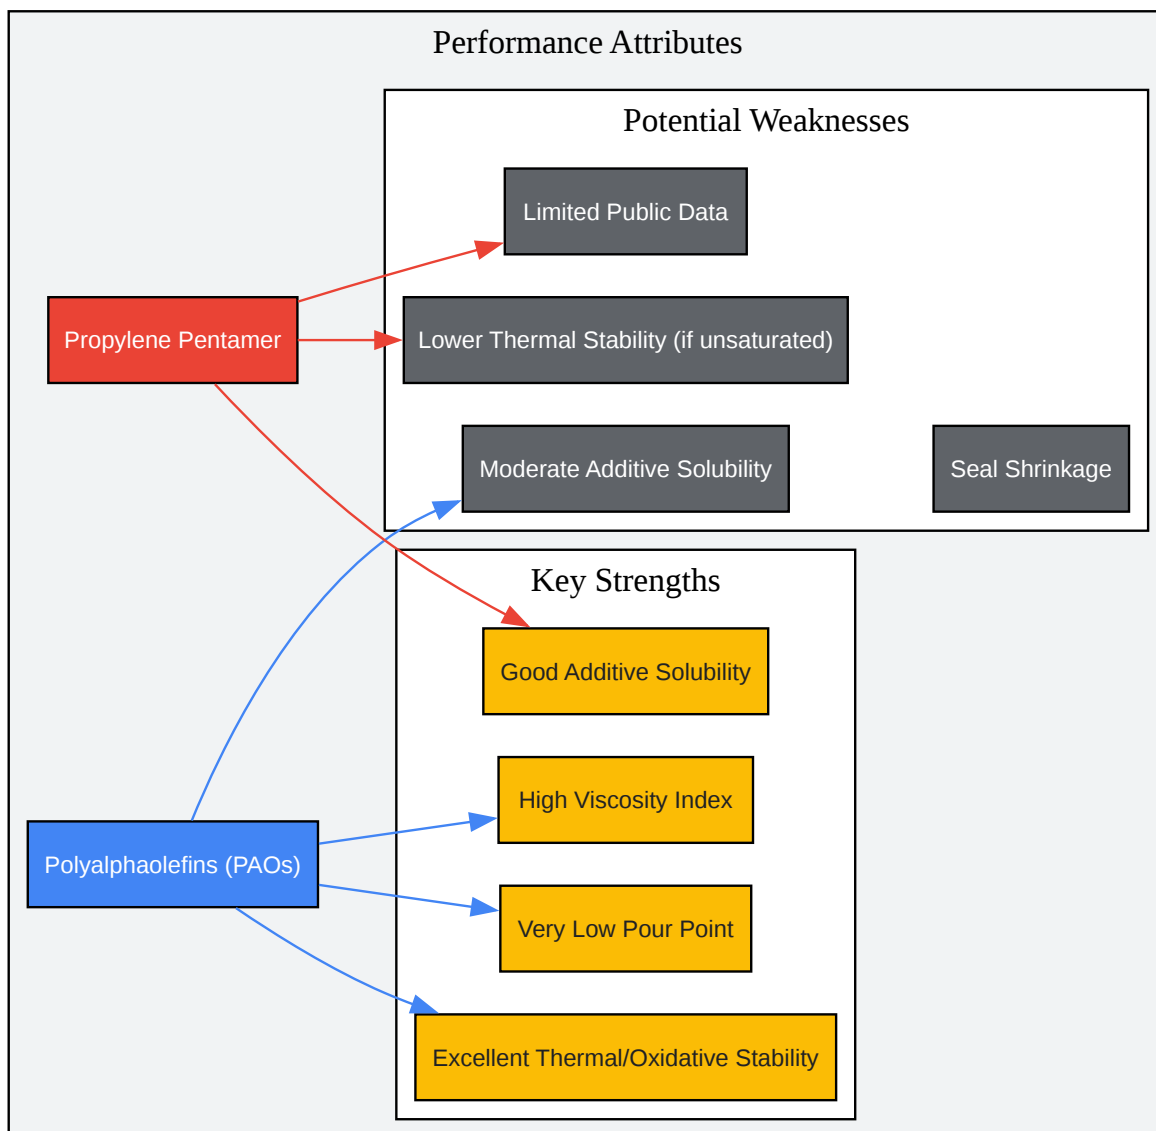 Performance Attributes
Potential Weaknesses
Limited Public Data
Propylene Pentamer
Lower Thermal Stability (if unsaturated)
Moderate Additive Solubility
Seal Shrinkage
Key Strengths
Good Additive Solubility
High Viscosity Index
Polyalphaolefins (PAOs)
Very Low Pour Point
Excellent Thermal/Oxidative Stability